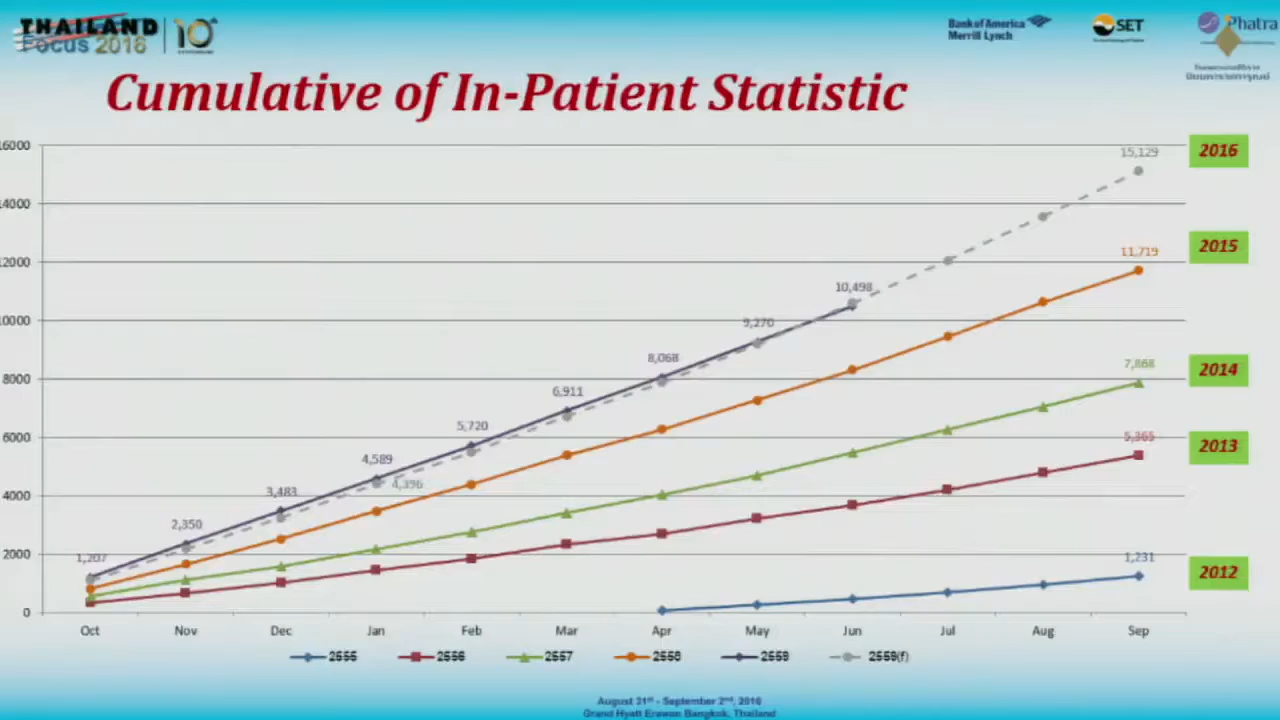 THAILAND
Focus 2016
10
Bank of America
Merrill Lynch
SET
Phatra
Cumulative of In-Patient Statistic
16000
14000
12000
10000
8000
6000
4000
2000
0
1,207
2,350
3,483
4,589
4,396
5,720
6,911
8,068
9,270
10,498
15,129
11,719
7,868
5,365
1,231
2016
2015
2014
2013
2012
Oct Nov Dec Jan Feb Mar Apr May Jun Jul Aug Sep
2555 2556 2557 2558 2559 2559(f)
August 31st - September 2nd, 2016
Grand Hyatt Erawan Bangkok, Thailand